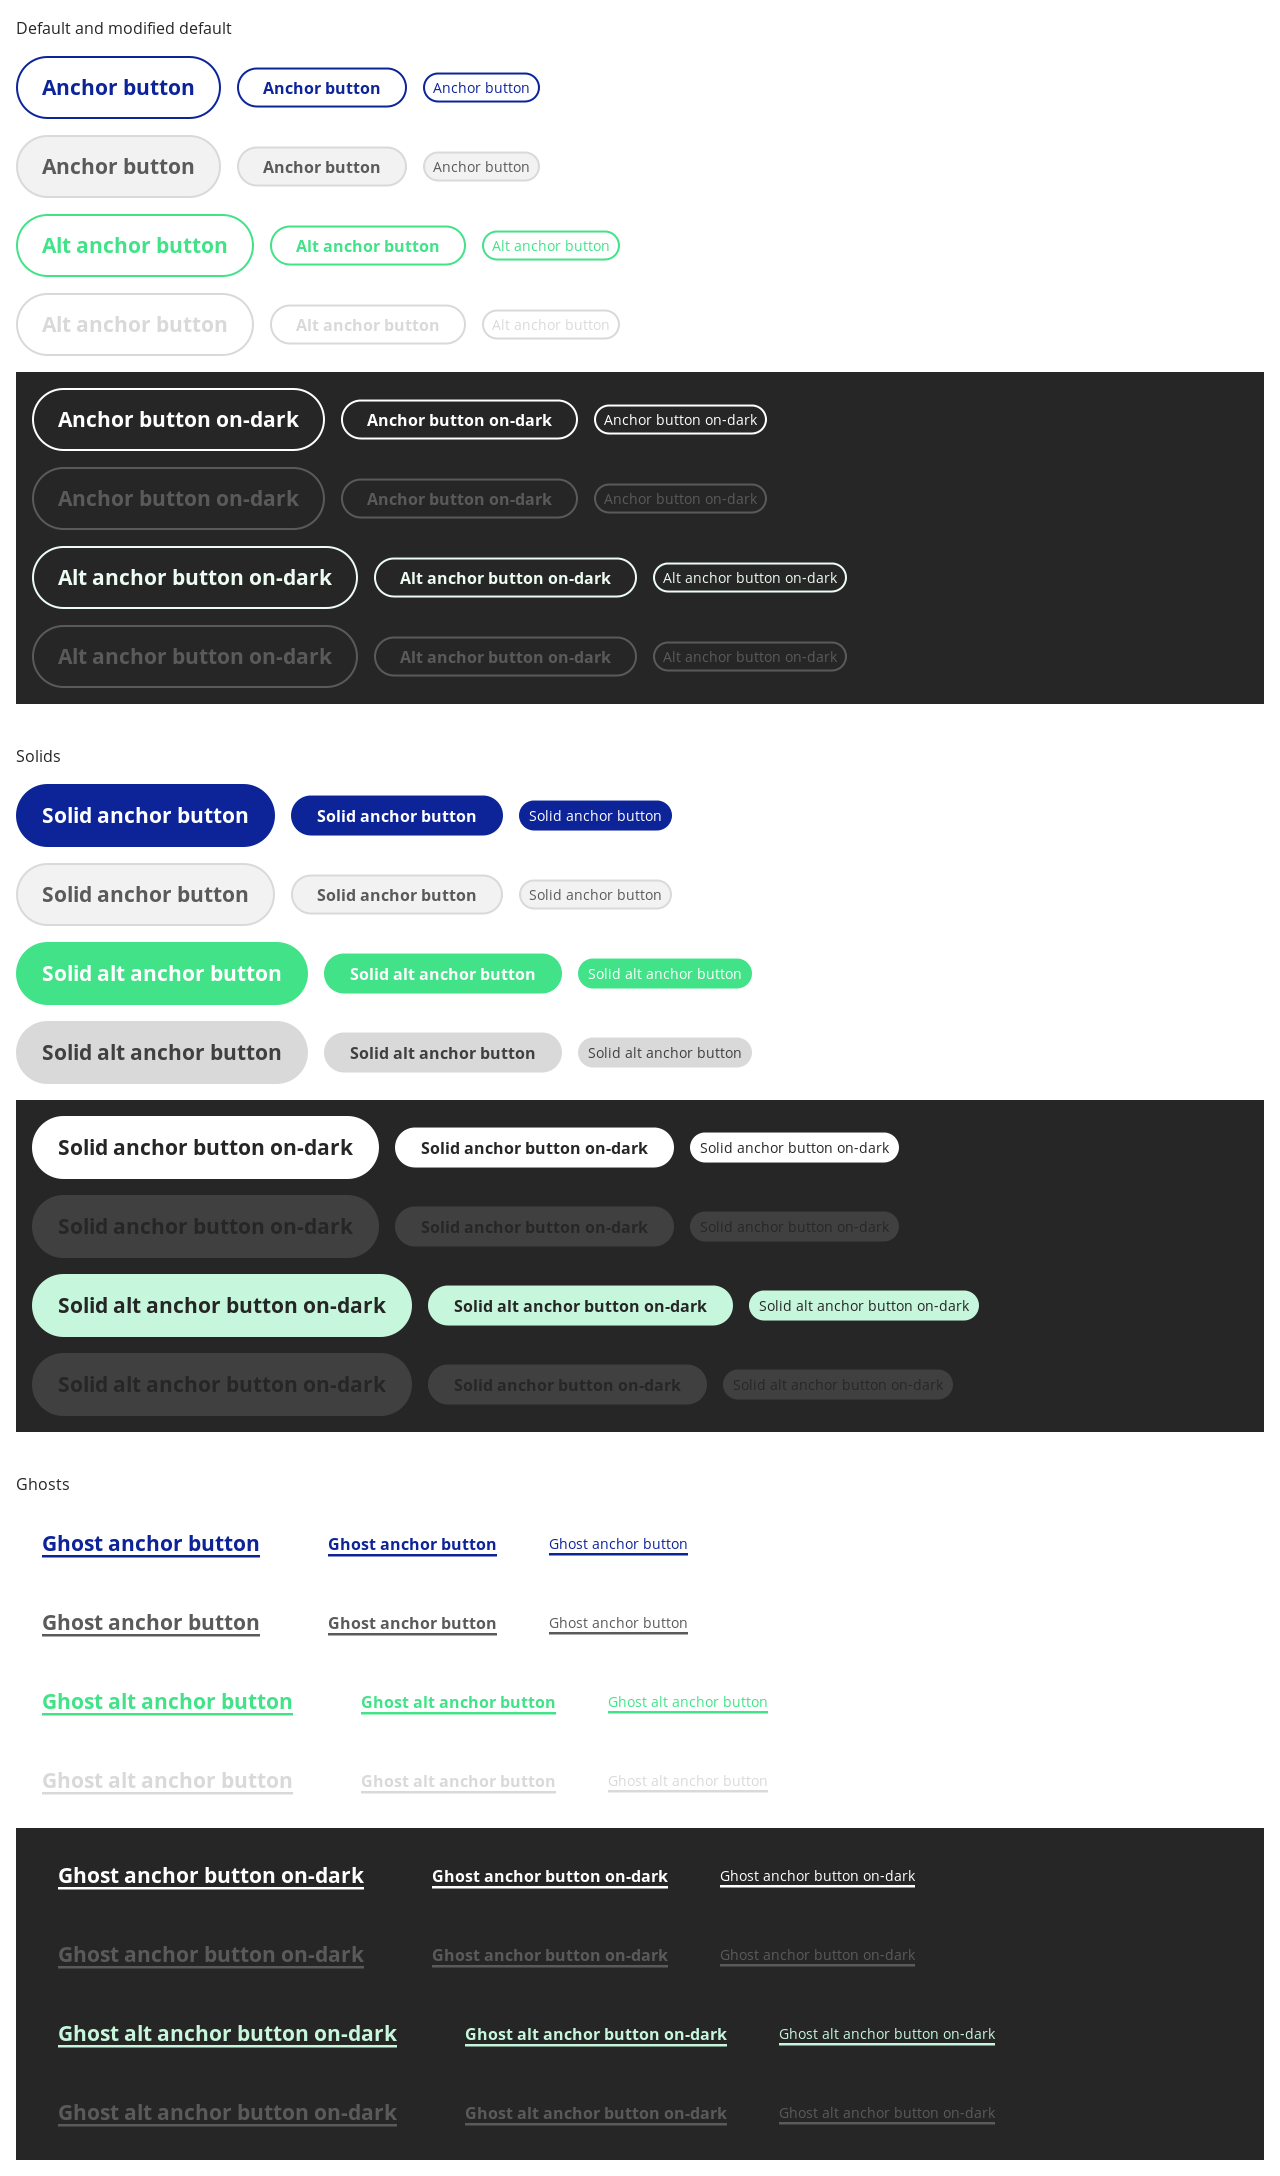 Default and modified default
Anchor button Anchor button Anchor button
Anchor button Anchor button Anchor button
Alt anchor button Alt anchor button Alt anchor button
Alt anchor button Alt anchor button Alt anchor button
Anchor button on-dark Anchor button on-dark Anchor button on-dark
Anchor button on-dark Anchor button on-dark Anchor button on-dark
Alt anchor button on-dark Alt anchor button on-dark Alt anchor button on-dark
Alt anchor button on-dark Alt anchor button on-dark Alt anchor button on-dark
Solids
Solid anchor button Solid anchor button Solid anchor button
Solid anchor button Solid anchor button Solid anchor button
Solid alt anchor button Solid alt anchor button Solid alt anchor button
Solid alt anchor button Solid alt anchor button Solid alt anchor button
Solid anchor button on-dark Solid anchor button on-dark Solid anchor button on-dark
Solid anchor button on-dark Solid anchor button on-dark Solid anchor button on-dark
Solid alt anchor button on-dark Solid alt anchor button on-dark Solid alt anchor button on-dark
Solid alt anchor button on-dark Solid anchor button on-dark Solid alt anchor button on-dark
Ghosts
Ghost anchor button Ghost anchor button Ghost anchor button
Ghost anchor button Ghost anchor button Ghost anchor button
Ghost alt anchor button Ghost alt anchor button Ghost alt anchor button
Ghost alt anchor button Ghost alt anchor button Ghost alt anchor button
Ghost anchor button on-dark Ghost anchor button on-dark Ghost anchor button on-dark
Ghost anchor button on-dark Ghost anchor button on-dark Ghost anchor button on-dark
Ghost alt anchor button on-dark Ghost alt anchor button on-dark Ghost alt anchor button on-dark
Ghost alt anchor button on-dark Ghost alt anchor button on-dark Ghost alt anchor button on-dark